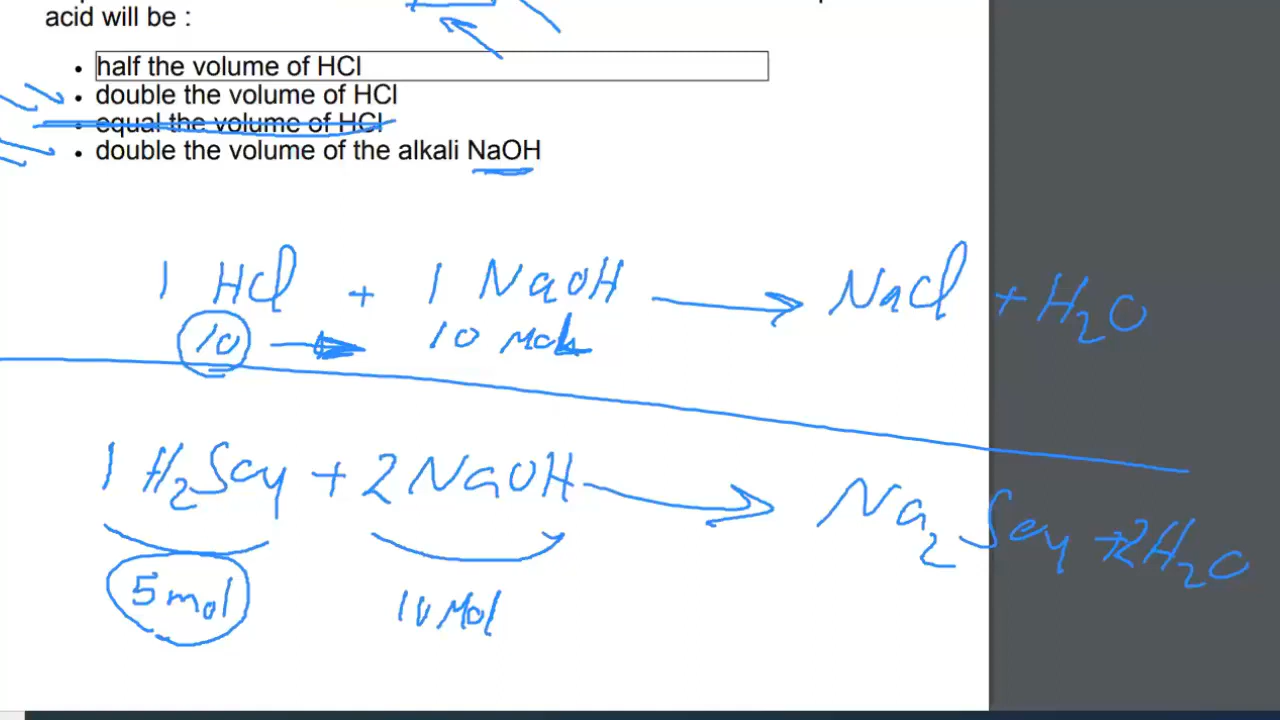 acid will be :
• half the volume of HCl
• double the volume of HCl
• equal the volume of HCl
• double the volume of the alkali NaOH
1 HCl + 1 NaOH → NaCl + H2O
10 → 10 Mol
1 H2SO4 + 2 NaOH → Na2SO4 + 2H2O
5 mol 10 Mol